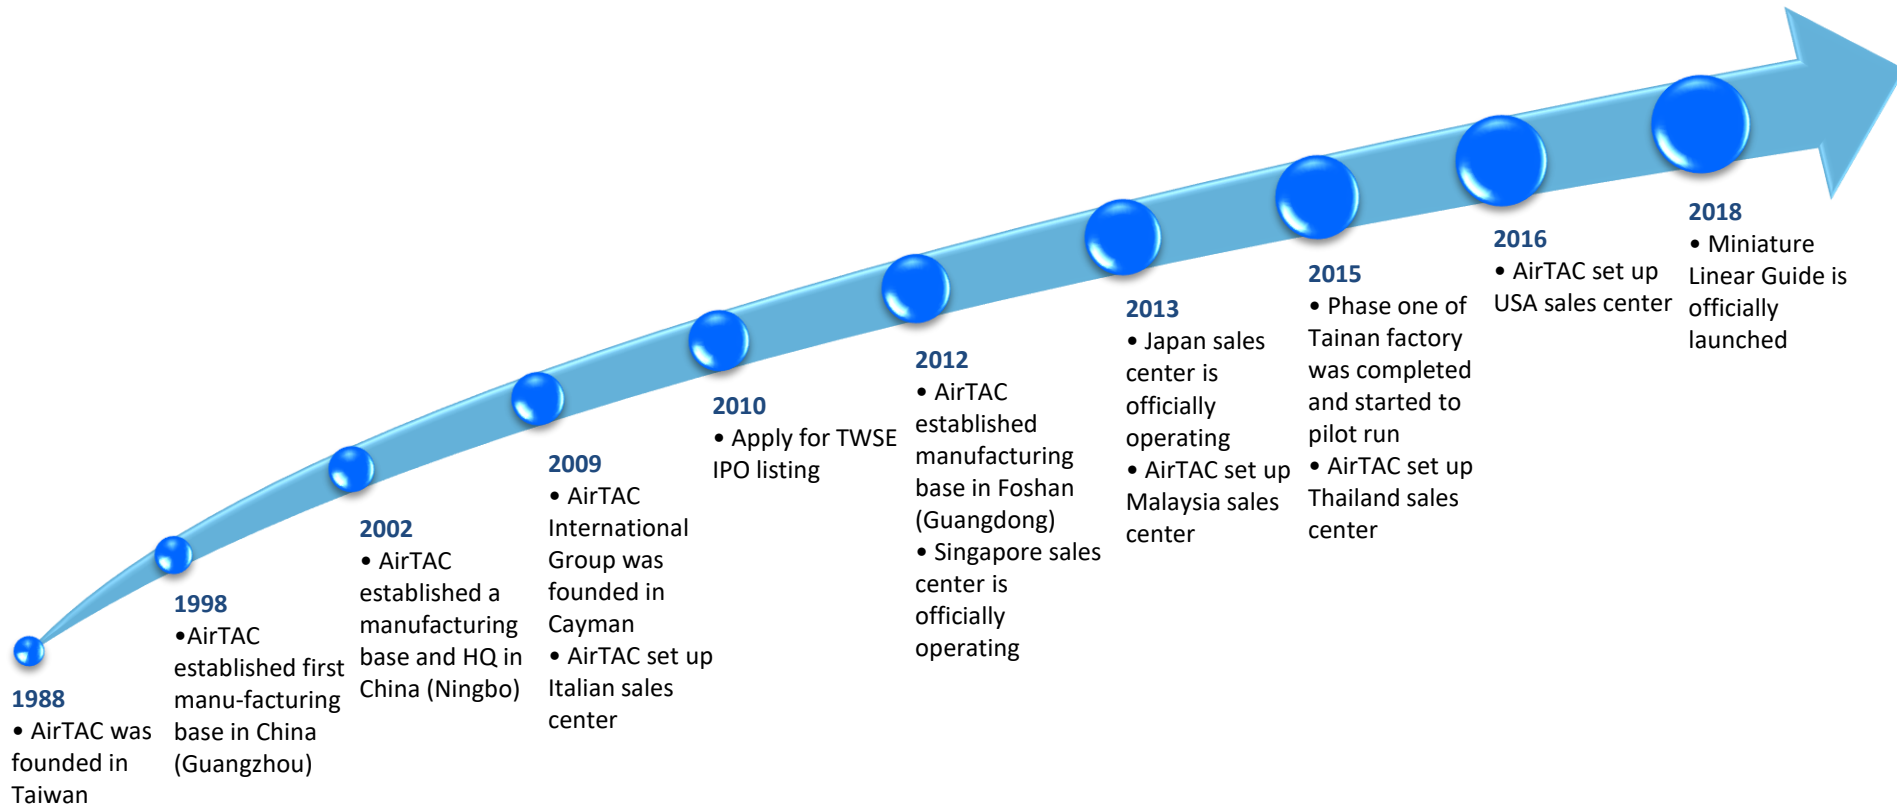 1988
• AirTAC was
founded in
Taiwan
1998
•AirTAC
established first
manu-facturing
base in China
(Guangzhou)
2002
• AirTAC
established a
manufacturing
base and HQ in
China (Ningbo)
2009
• AirTAC
International
Group was
founded in
Cayman
• AirTAC set up
Italian sales
center
2010
• Apply for TWSE
IPO listing
2012
• AirTAC
established
manufacturing
base in Foshan
(Guangdong)
• Singapore sales
center is
officially
operating
2013
• Japan sales
center is
officially
operating
• AirTAC set up
Malaysia sales
center
2015
• Phase one of
Tainan factory
was completed
and started to
pilot run
• AirTAC set up
Thailand sales
center
2016
• AirTAC set up
USA sales center
2018
• Miniature
Linear Guide is
officially
launched